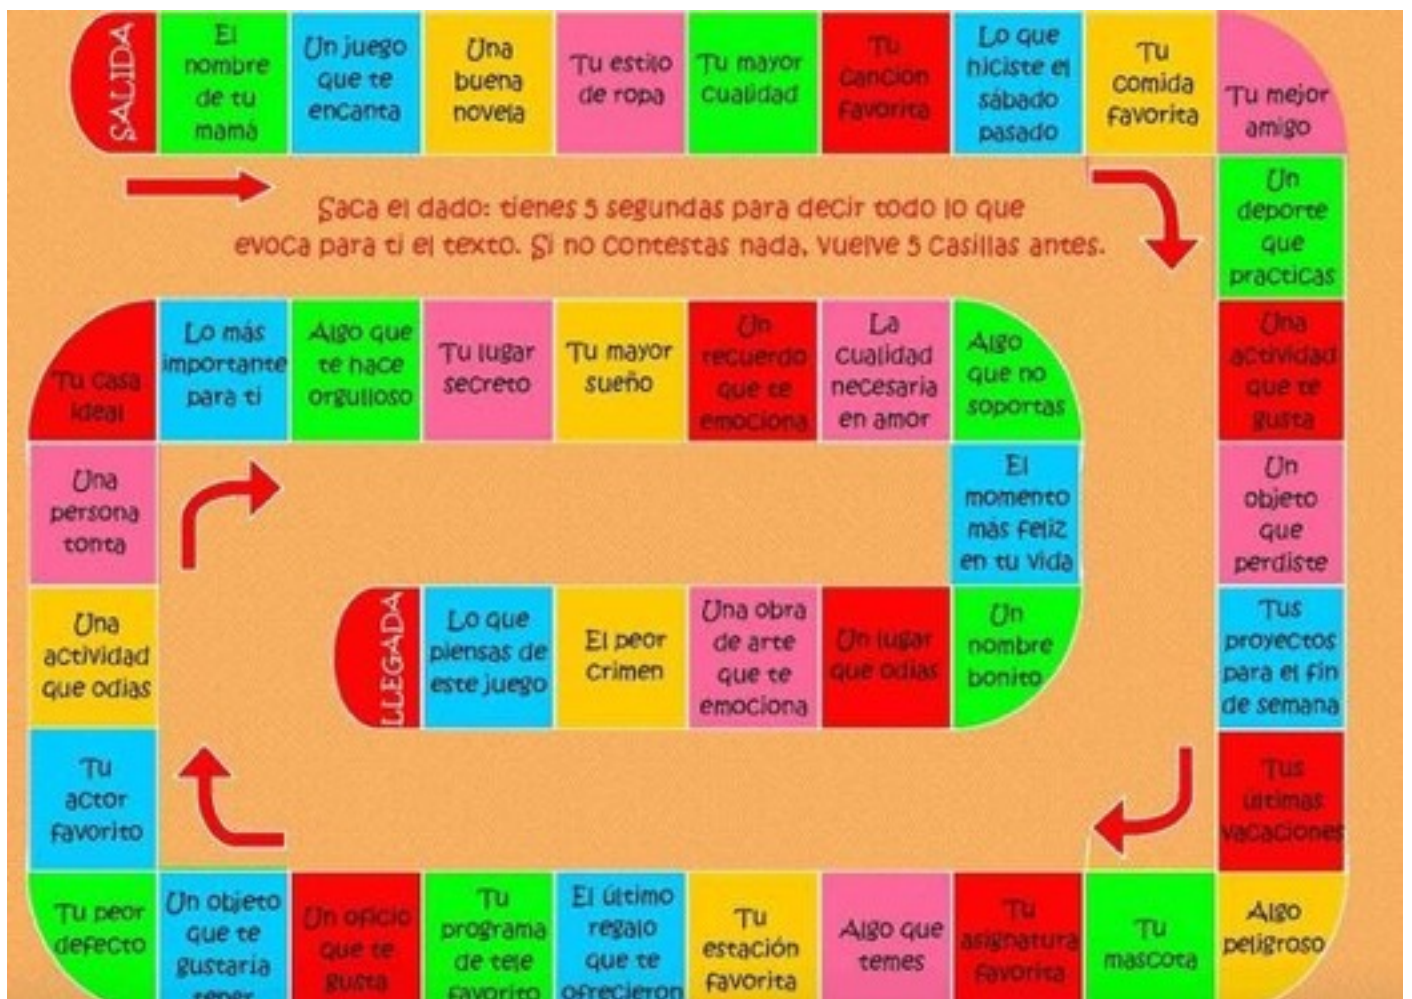 SALIDA
El
nombre
de tu
mamá
Un juego
que te
encanta
Una
buena
novela
Tu estilo
de ropa
Tu mayor
cualidad
Tu
canción
favorita
Lo que
hiciste el
sábado
pasado
Tu
comida
favorita
Tu mejor
amigo
Saca el dado: tienes 5 segundas para decir todo lo que
evoca para ti el texto. Si no contestas nada, vuelve 5 casillas antes.
Un
deporte
que
practicas
Una
actividad
que te
gusta
Un
objeto
que
perdiste
Tus
proyectos
para el fin
de semana
Tus
últimas
vacaciones
Algo
peligroso
Tu
mascota
Tu
asignatura
favorita
Algo que
temes
Tu
estación
favorita
El último
regalo
que te
ofrecieron
Tu
programa
de tele
favorito
Un oficio
que te
gusta
Un objeto
que te
gustaría
tener
Tu peor
defecto
Tu
actor
favorito
Una
actividad
que odias
Una
persona
tonta
Tu casa
ideal
Lo más
importante
para ti
Algo que
te hace
orgulloso
Tu lugar
secreto
Tu mayor
sueño
Un
recuerdo
que te
emociona
La
cualidad
necesaria
en amor
Algo
que no
soportas
El
momento
más feliz
en tu vida
Un
nombre
bonito
Un lugar
que odias
Una obra
de arte
que te
emociona
El peor
crimen
Lo que
piensas de
este juego
LLEGADA